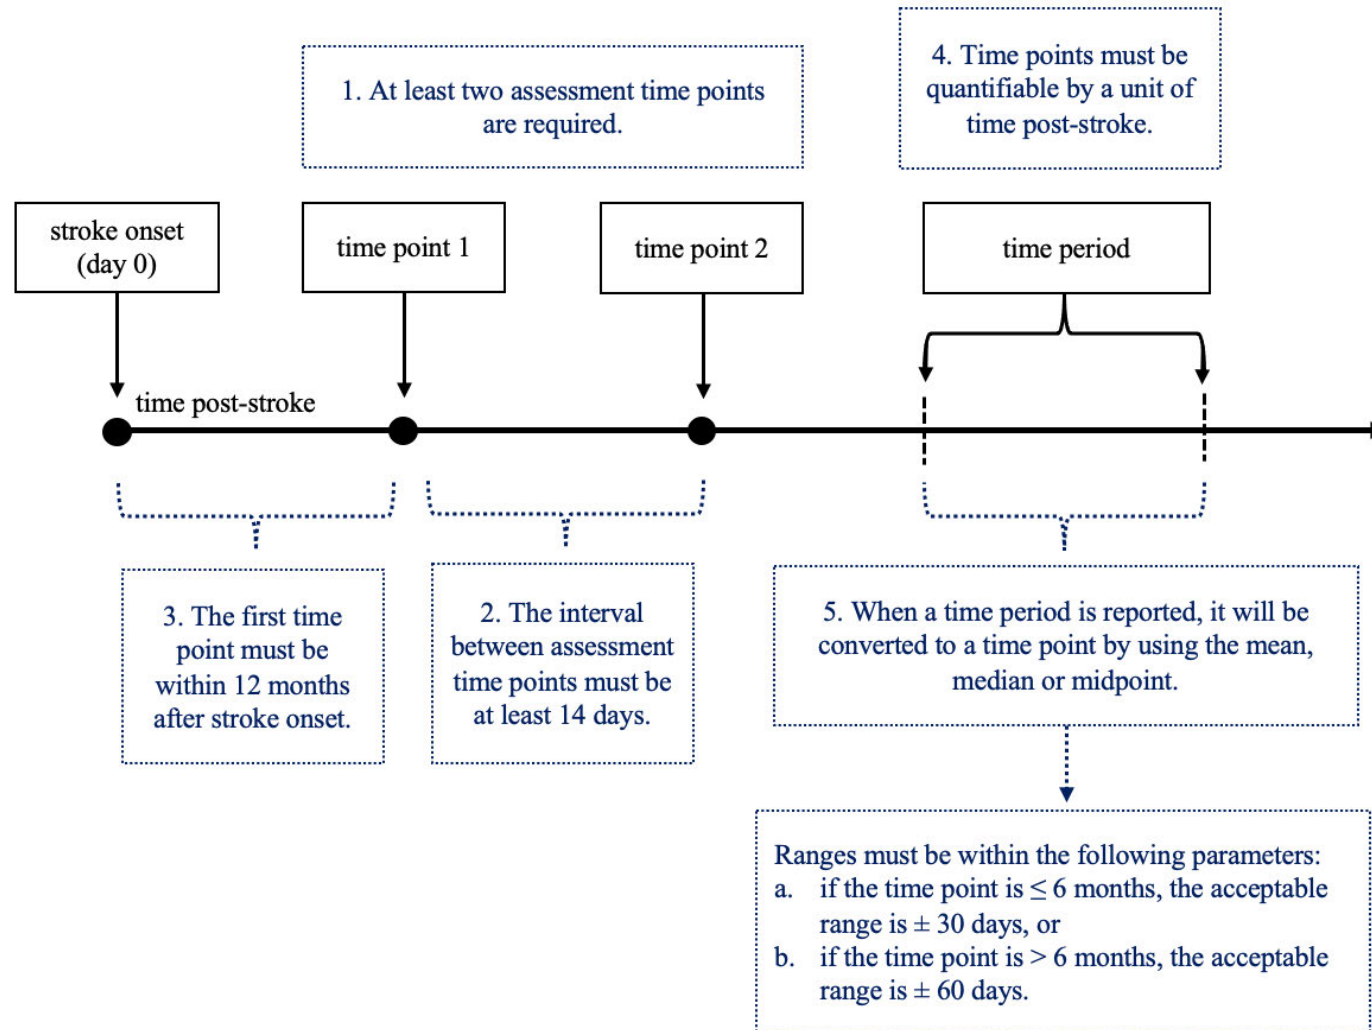 1. At least two assessment time points
are required.
4. Time points must be
quantifiable by a unit of
time post-stroke.
stroke onset
(day 0)
time point 1
time point 2
time period
time post-stroke
3. The first time
point must be
within 12 months
after stroke onset.
2. The interval
between assessment
time points must be
at least 14 days.
5. When a time period is reported, it will be
converted to a time point by using the mean,
median or midpoint.
Ranges must be within the following parameters:
a. if the time point is ≤ 6 months, the acceptable
range is ± 30 days, or
b. if the time point is > 6 months, the acceptable
range is ± 60 days.